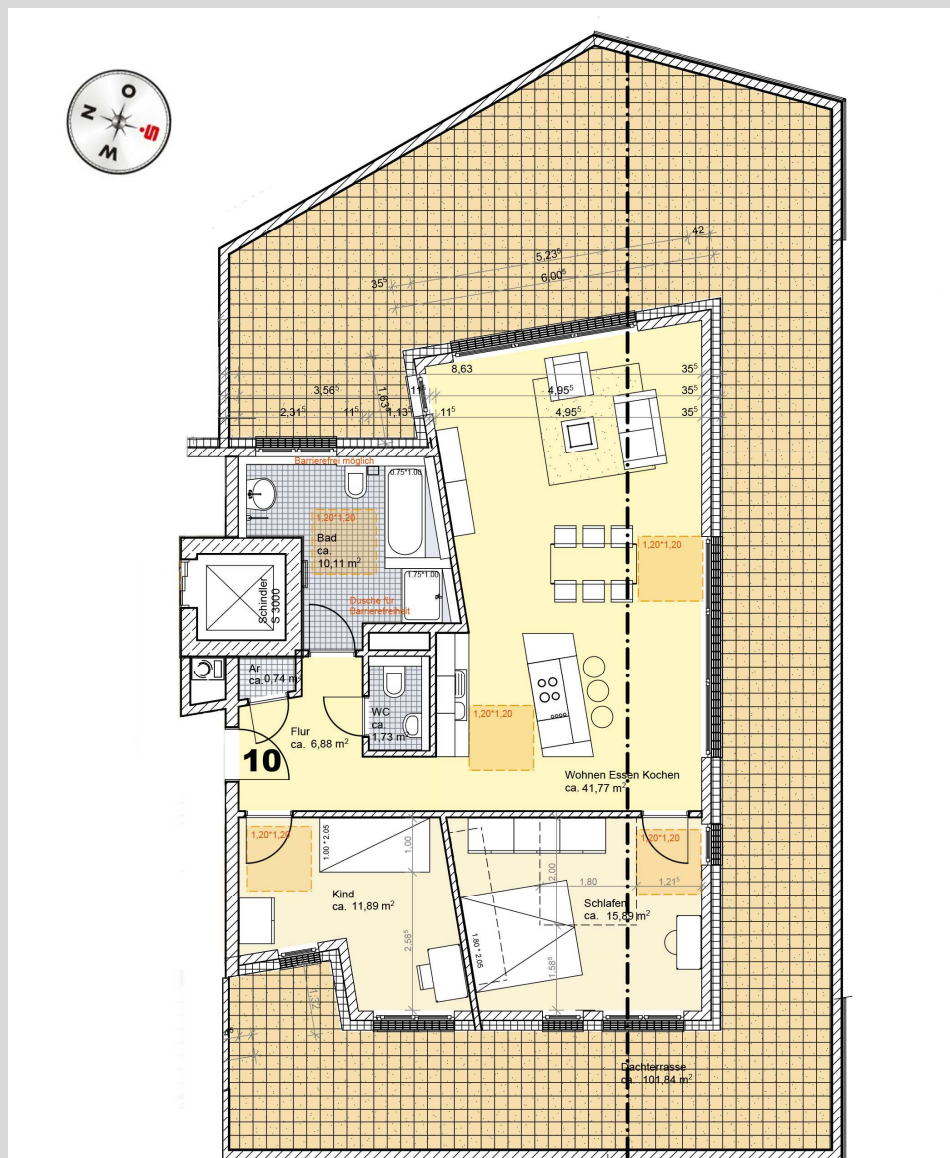 O
N
S
W
42
5,23⁵
6,00⁵
35⁵
8,63
35⁵
3,56⁵
11⁵
4,95⁵
35⁵
1,63⁵
2,31⁵
11⁵
1,13⁵
11⁵
4,95⁵
35⁵
Barrierefrei möglich
0.75*1.00
1,20*1,20
Bad
ca.
10,11 m²
1,20*1,20
1.75*1.00
Dusche für
Barrierefreiheit
Schindler
S 3000
Ar
ca. 0,74 m
WC
ca.
1,73 m²
1,20*1,20
Flur
ca. 6,88 m²
10
Wohnen Essen Kochen
ca. 41,77 m²
1,20*1,20
1.00 * 2.05
1.00
1,20*1,20
2.00
1,80
1.21⁵
Kind
ca. 11,89 m²
Schlafen
ca. 15,89 m²
2.58⁵
1.80 * 2.05
1.58⁵
Dachterrasse
ca. 101,84 m²